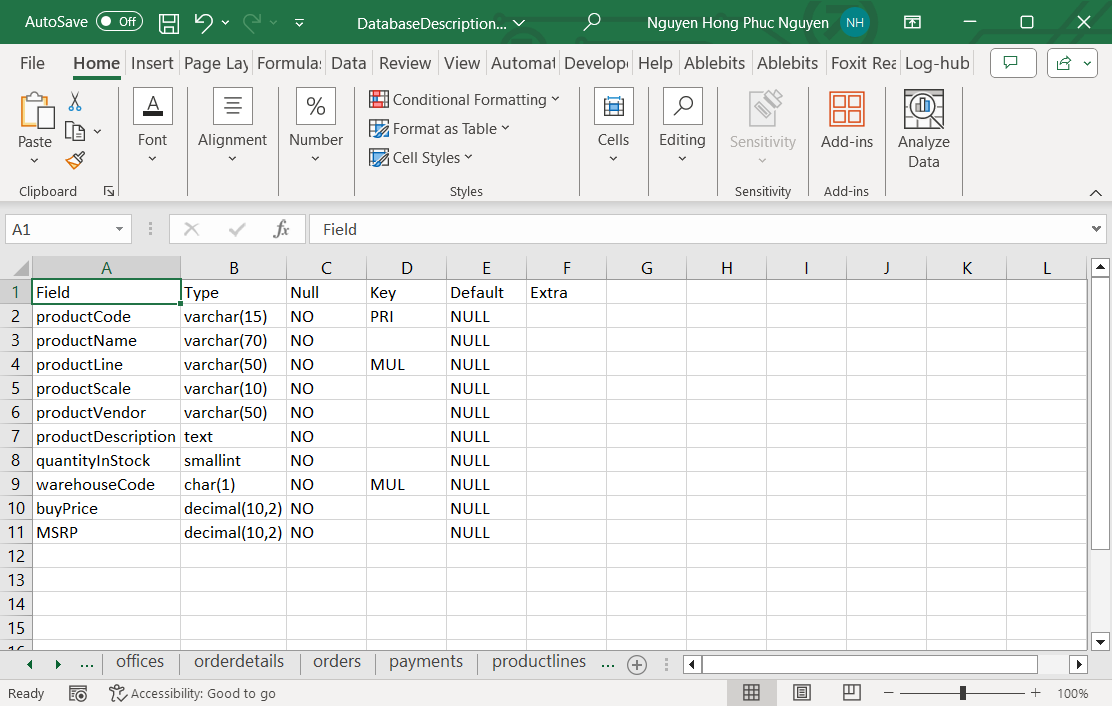 AutoSave Off DatabaseDescription... Nguyen Hong Phuc Nguyen NH
File Home Insert Page Lay Formula: Data Review View Automat Develope Help Ablebits Ablebits Foxit Rea Log-hub
Paste
Clipboard
Font
Alignment
Number
Conditional Formatting
Format as Table
Cell Styles
Styles
Cells
Editing
Sensitivity
Sensitivity
Add-ins
Add-ins
Analyze
Data
A1 fx Field
A B C D E F G H I J K L
1 Field Type Null Key Default Extra
2 productCode varchar(15) NO PRI NULL
3 productName varchar(70) NO NULL
4 productLine varchar(50) NO MUL NULL
5 productScale varchar(10) NO NULL
6 productVendor varchar(50) NO NULL
7 productDescription text NO NULL
8 quantityInStock smallint NO NULL
9 warehouseCode char(1) NO MUL NULL
10 buyPrice decimal(10,2) NO NULL
11 MSRP decimal(10,2) NO NULL
12
13
14
15
16
... offices orderdetails orders payments productlines ...
Ready Accessibility: Good to go 100%